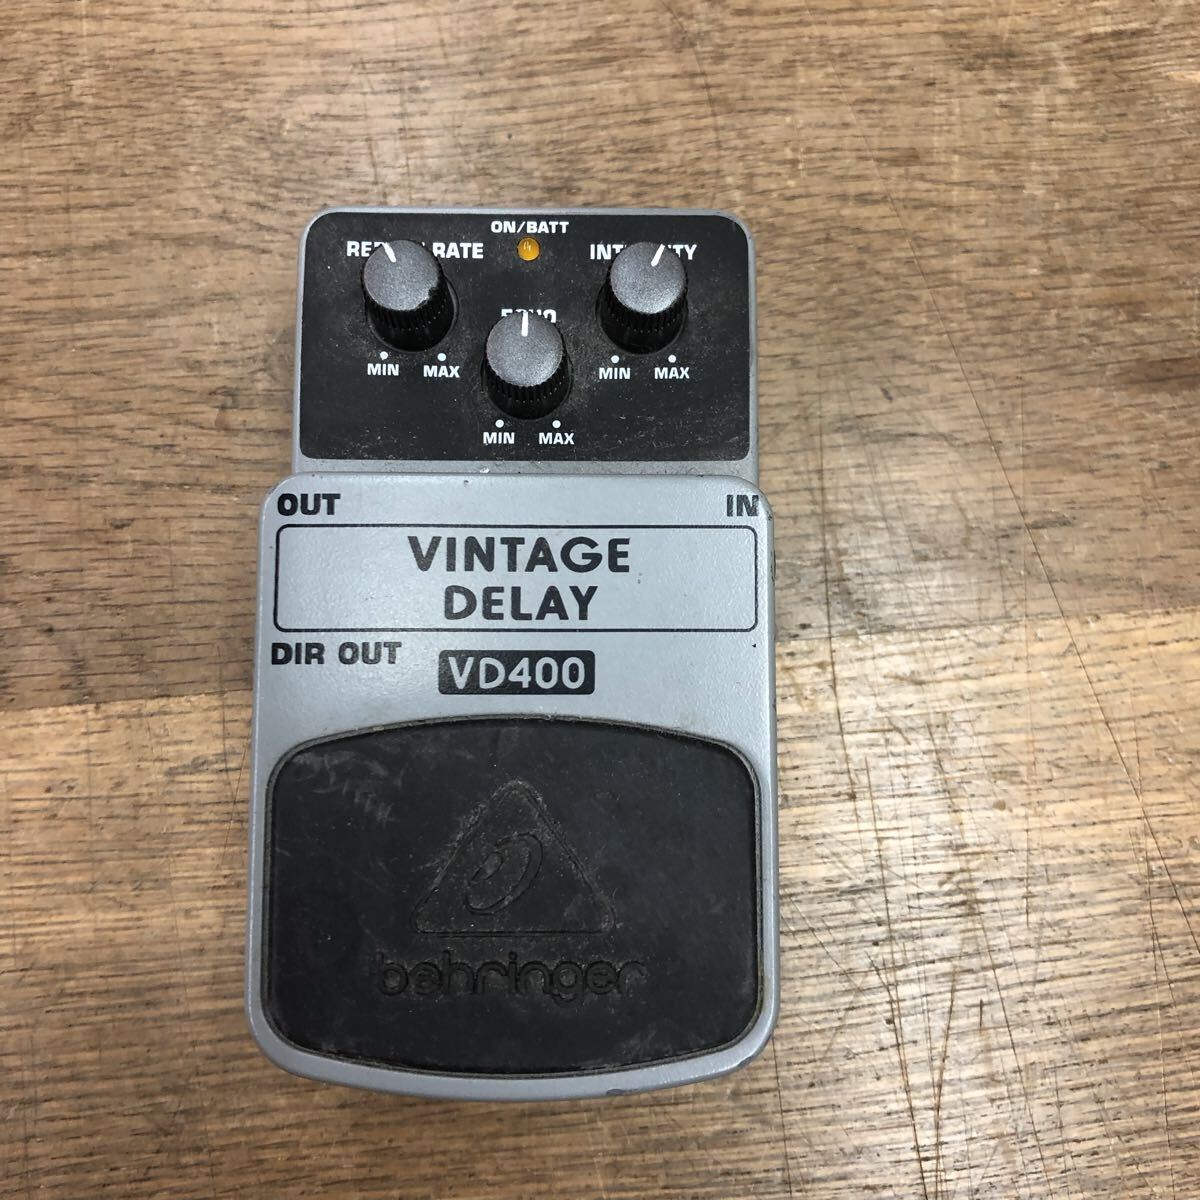 ON/BATT
RATE
MIN MAX
MIN MAX
MIN MAX
OUT IN
VINTAGE
DELAY
DIR OUT
VD400
behringer